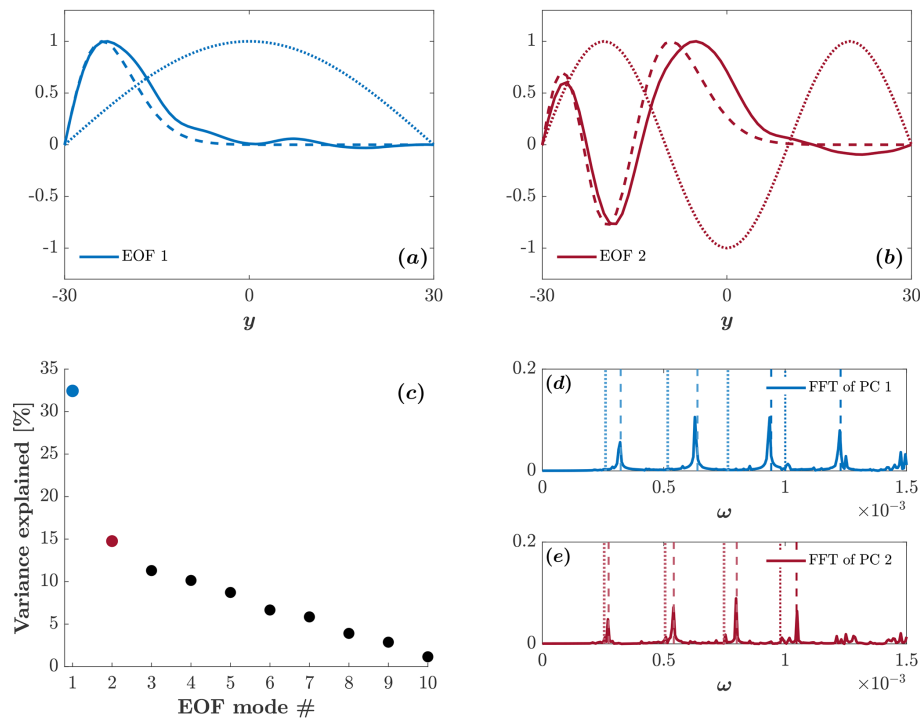 1
0.5
0
-0.5
-1
-30
0
30
y
EOF 1
(a)
1
0.5
0
-0.5
-1
-30
0
30
y
EOF 2
(b)
35
30
25
20
15
10
5
0
1 2 3 4 5 6 7 8 9 10
Variance explained [%]
EOF mode #
(c)
0.2
0
0
0.5
1
1.5
×10⁻³
ω
(d)
FFT of PC 1
0.2
0
0
0.5
1
1.5
×10⁻³
ω
(e)
FFT of PC 2